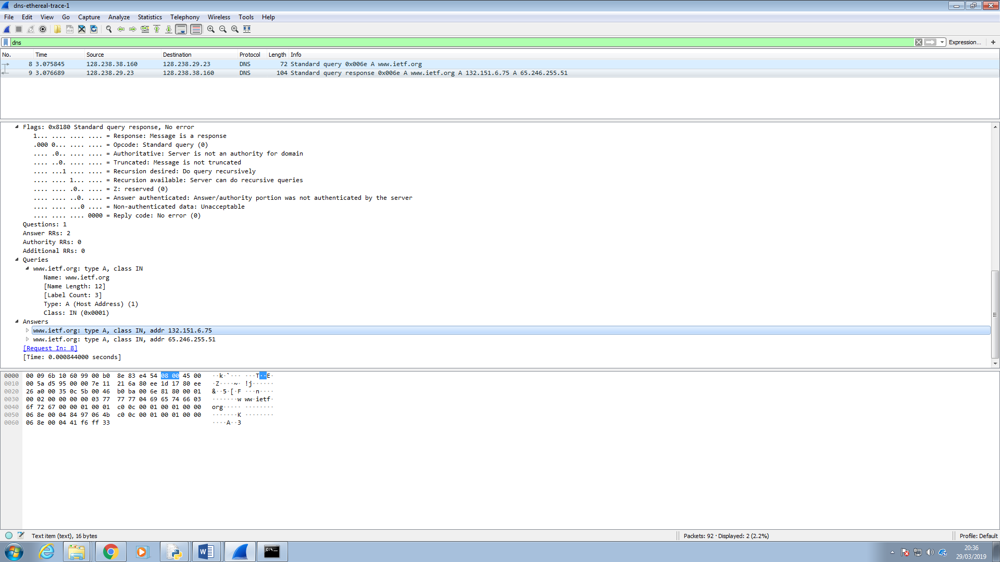 dns-ethereal-trace-1
File Edit View Go Capture Analyze Statistics Telephony Wireless Tools Help
dns Expression... +
No. Time Source Destination Protocol Length Info
8 3.075845 128.238.38.160 128.238.29.23 DNS 72 Standard query 0x006e A www.ietf.org
9 3.076689 128.238.29.23 128.238.38.160 DNS 104 Standard query response 0x006e A www.ietf.org A 132.151.6.75 A 65.246.255.51
Flags: 0x8180 Standard query response, No error
1... .... .... .... = Response: Message is a response
.000 0... .... .... = Opcode: Standard query (0)
.... .0.. .... .... = Authoritative: Server is not an authority for domain
.... ..0. .... .... = Truncated: Message is not truncated
.... ...1 .... .... = Recursion desired: Do query recursively
.... .... 1... .... = Recursion available: Server can do recursive queries
.... .... .0.. .... = Z: reserved (0)
.... .... ..0. .... = Answer authenticated: Answer/authority portion was not authenticated by the server
.... .... ...0 .... = Non-authenticated data: Unacceptable
.... .... .... 0000 = Reply code: No error (0)
Questions: 1
Answer RRs: 2
Authority RRs: 0
Additional RRs: 0
Queries
www.ietf.org: type A, class IN
Name: www.ietf.org
[Name Length: 12]
[Label Count: 3]
Type: A (Host Address) (1)
Class: IN (0x0001)
Answers
www.ietf.org: type A, class IN, addr 132.151.6.75
www.ietf.org: type A, class IN, addr 65.246.255.51
[Request In: 8]
[Time: 0.000844000 seconds]
0000 00 09 6b 10 60 99 00 b0 8e 83 e4 54 08 00 45 00 ··k·`··· ···T··E·
0010 00 5a d5 95 00 00 7e 11 21 6a 80 ee 1d 17 80 ee ·Z····~· !j······
0020 26 a0 00 35 0c 5b 00 46 b0 ba 00 6e 81 80 00 01 &··5·[·F ···n····
0030 00 02 00 00 00 00 03 77 77 77 04 69 65 74 66 03 ·······w ww·ietf·
0040 6f 72 67 00 00 01 00 01 c0 0c 00 01 00 01 00 00 org····· ········
0050 06 8e 00 04 84 97 06 4b c0 0c 00 01 00 01 00 00 ·······K ········
0060 06 8e 00 04 41 f6 ff 33 ····A··3
Text item (text), 16 bytes Packets: 92 · Displayed: 2 (2.2%) Profile: Default
20:36
29/03/2019